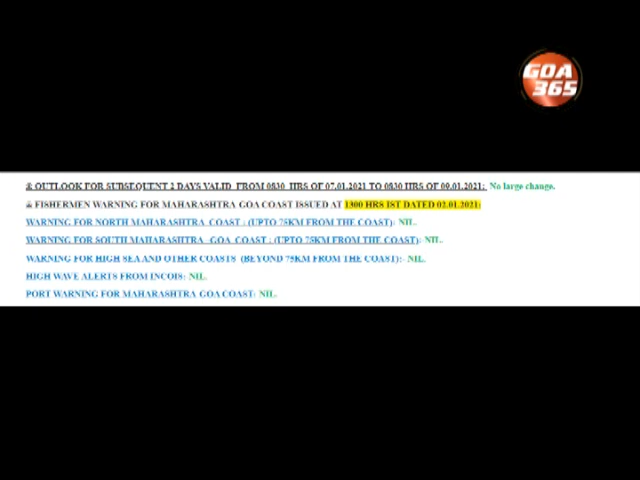 GOA
365
& OUTLOOK FOR SUBSEQUENT 2 DAYS VALID FROM 0830 HRS OF 07.01.2021 TO 0830 HRS OF 09.01.2021: No large change.
& FISHERMEN WARNING FOR MAHARASHTRA GOA COAST ISSUED AT 1300 HRS IST DATED 02.01.2021:
WARNING FOR NORTH MAHARASHTRA COAST : (UPTO 75KM FROM THE COAST): NIL.
WARNING FOR SOUTH MAHARASHTRA GOA COAST : (UPTO 75KM FROM THE COAST): NIL.
WARNING FOR HIGH SEA AND OTHER COASTS (BEYOND 75KM FROM THE COAST):- NIL.
HIGH WAVE ALERTS FROM INCOIS: NIL.
PORT WARNING FOR MAHARASHTRA GOA COAST: NIL.